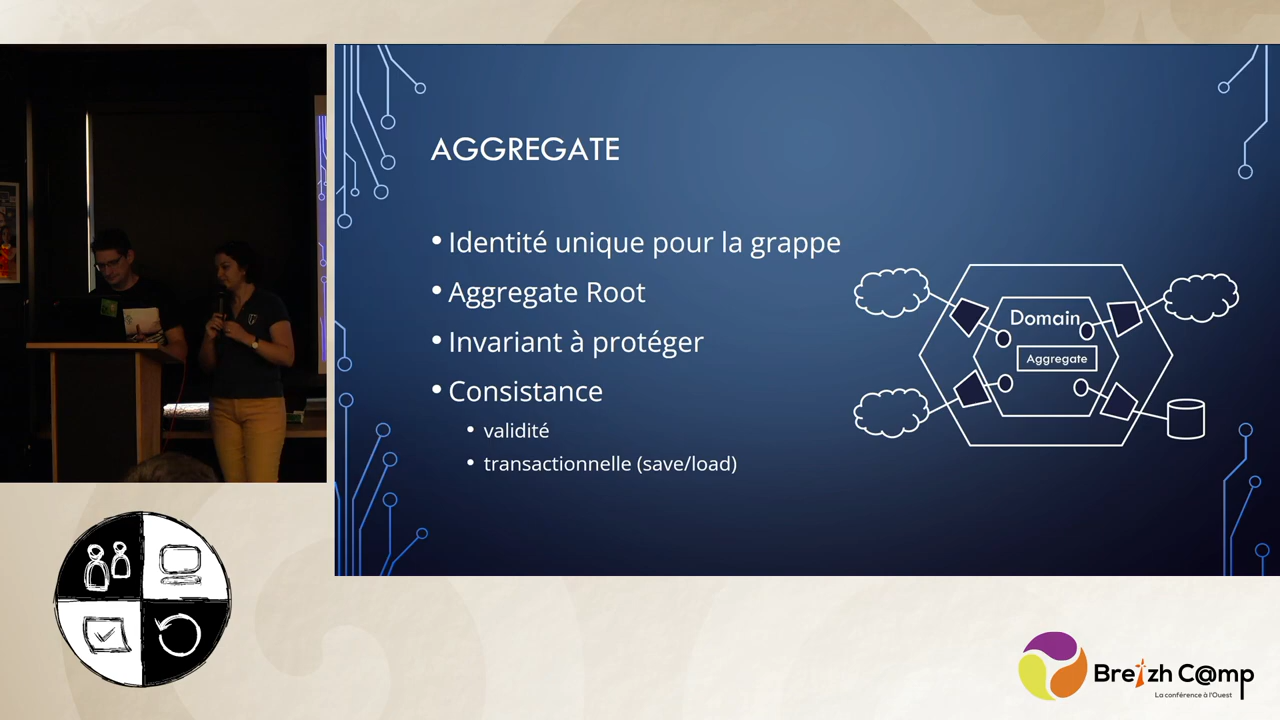 AGGREGATE
Identité unique pour la grappe
Aggregate Root
Invariant à protéger
Consistance
validité
transactionnelle (save/load)
Domain
Aggregate
Breizh C@mp
La conférence à l'Ouest